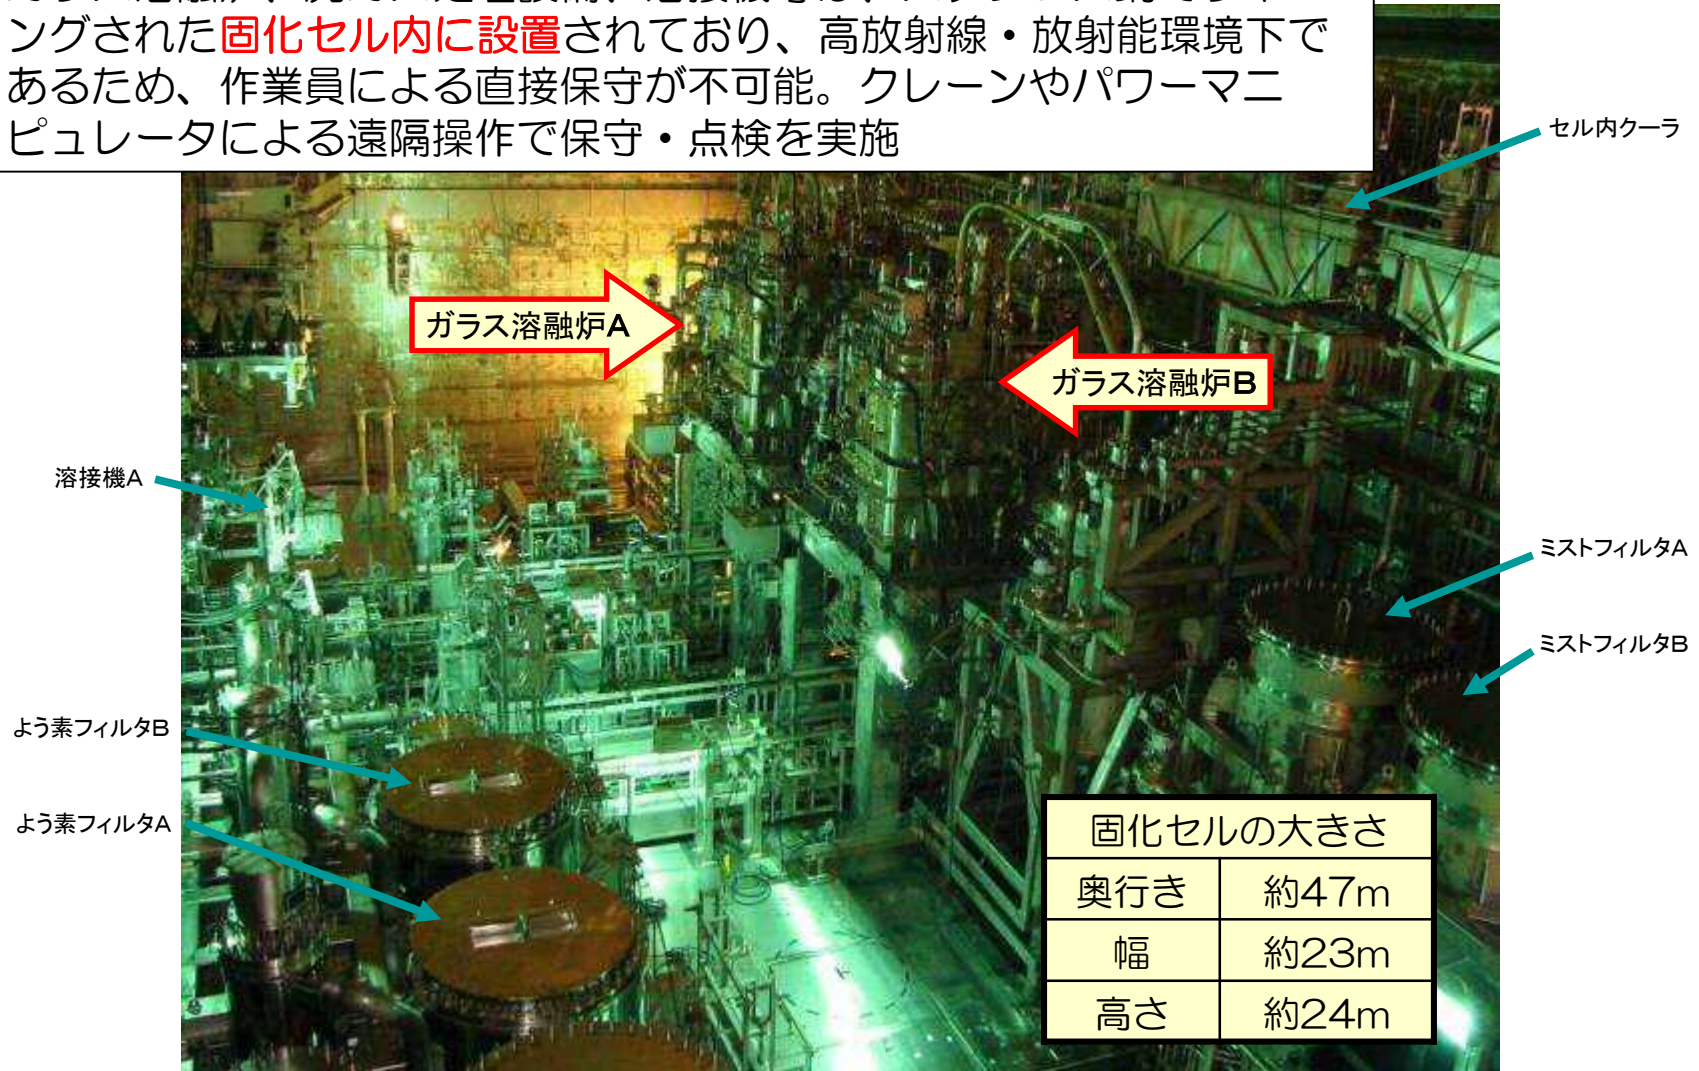 ングされた固化セル内に設置されており、高放射線・放射能環境下で
あるため、作業員による直接保守が不可能。クレーンやパワーマニ
ピュレータによる遠隔操作で保守・点検を実施
セル内クーラ
ガラス溶融炉A
ガラス溶融炉B
溶接機A
ミストフィルタA
ミストフィルタB
よう素フィルタB
よう素フィルタA
固化セルの大きさ
奥行き 約47m
幅 約23m
高さ 約24m